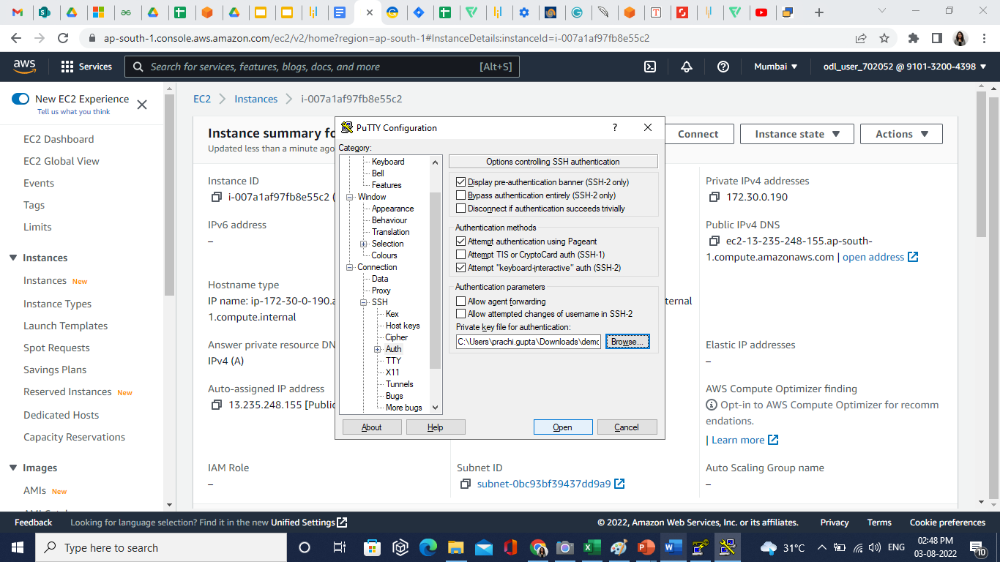 ap-south-1.console.aws.amazon.com/ec2/v2/home?region=ap-south-1#InstanceDetails:instanceId=i-007a1af97fb8e55c2
aws
Services
Search for services, features, blogs, docs, and more
[Alt+S]
Mumbai
odl_user_702052 @ 9101-3200-4398
New EC2 Experience
Tell us what you think
EC2 Dashboard
EC2 Global View
Events
Tags
Limits
Instances
Instances New
Instance Types
Launch Templates
Spot Requests
Savings Plans
Reserved Instances New
Dedicated Hosts
Capacity Reservations
Images
AMIs New
EC2
Instances
i-007a1af97fb8e55c2
Instance summary fo
Updated less than a minute ago
Connect
Instance state
Actions
Instance ID
i-007a1af97fb8e55c2 (
IPv6 address
–
Hostname type
IP name: ip-172-30-0-190.a
1.compute.internal
Answer private resource DN
IPv4 (A)
Auto-assigned IP address
13.235.248.155 [Public
IAM Role
–
Subnet ID
subnet-0bc93bf39437dd9a9
ternal
Private IPv4 addresses
172.30.0.190
Public IPv4 DNS
ec2-13-235-248-155.ap-south-
1.compute.amazonaws.com | open address
Elastic IP addresses
–
AWS Compute Optimizer finding
Opt-in to AWS Compute Optimizer for recomm
endations.
| Learn more
Auto Scaling Group name
–
PuTTY Configuration
?
Category:
Keyboard
Bell
Features
Window
Appearance
Behaviour
Translation
Selection
Colours
Connection
Data
Proxy
SSH
Kex
Host keys
Cipher
Auth
TTY
X11
Tunnels
Bugs
More bugs
Options controlling SSH authentication
Display pre-authentication banner (SSH-2 only)
Bypass authentication entirely (SSH-2 only)
Disconnect if authentication succeeds trivially
Authentication methods
Attempt authentication using Pageant
Attempt TIS or CryptoCard auth (SSH-1)
Attempt "keyboard-interactive" auth (SSH-2)
Authentication parameters
Allow agent forwarding
Allow attempted changes of username in SSH-2
Private key file for authentication:
C:\Users\prachi.gupta\Downloads\demo
Browse...
About
Help
Open
Cancel
Feedback
Looking for language selection? Find it in the new Unified Settings
© 2022, Amazon Web Services, Inc. or its affiliates.
Privacy
Terms
Cookie preferences
Type here to search
31°C
ENG
02:48 PM
03-08-2022
10